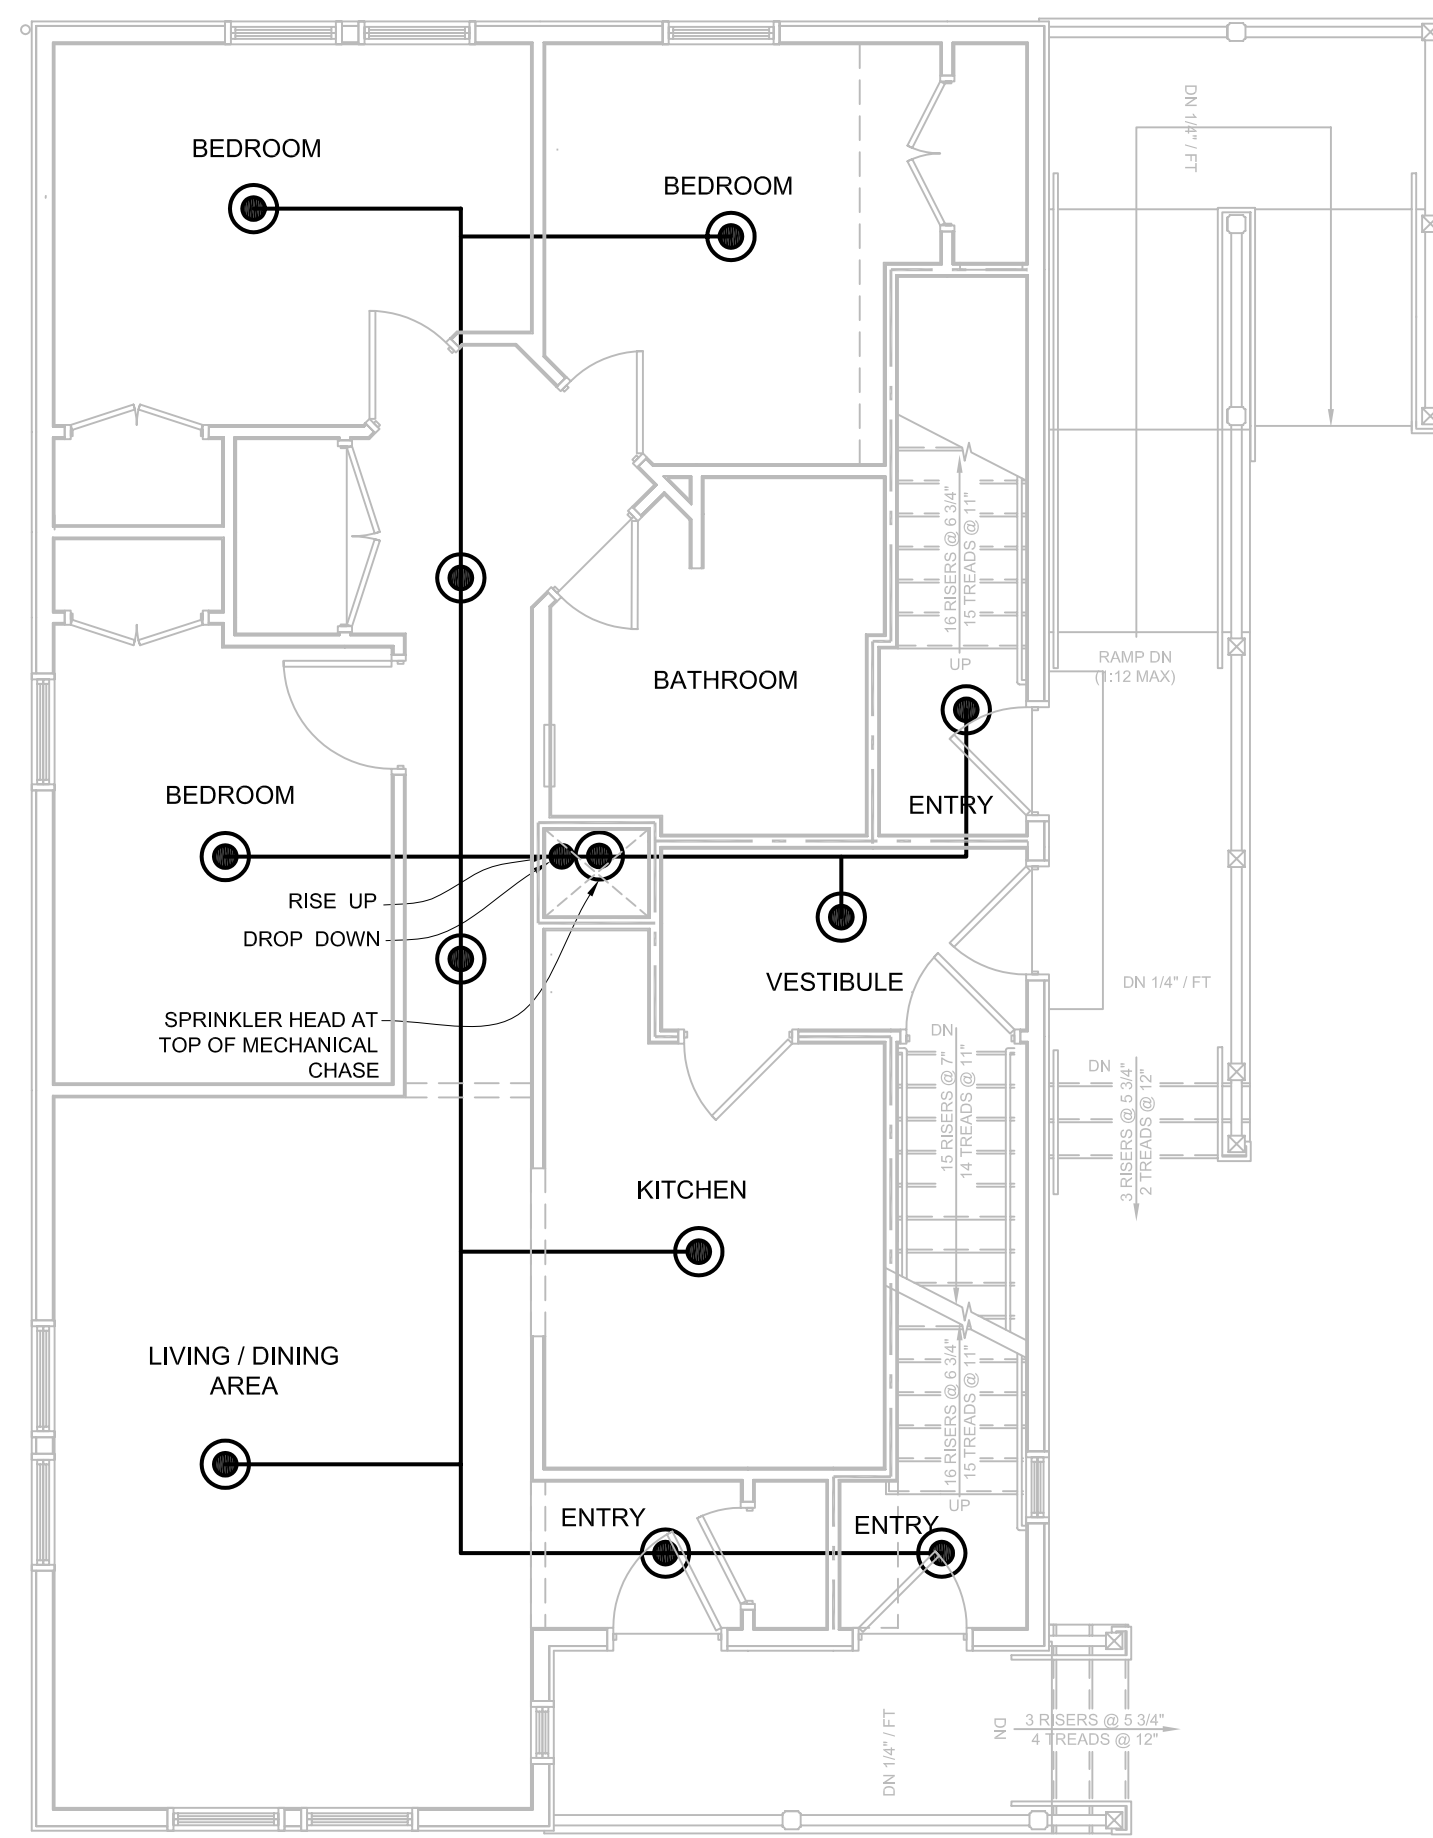 DN 1/4" / FT
BEDROOM
BEDROOM
16 RISERS @ 6 3/4"
15 TREADS @ 11"
UP
RAMP DN
(1:12 MAX)
BATHROOM
BEDROOM
ENTRY
RISE UP
DROP DOWN
VESTIBULE
DN 1/4" / FT
SPRINKLER HEAD AT
TOP OF MECHANICAL
CHASE
DN
15 RISERS @ 7"
14 TREADS @ 11"
DN
3 RISERS @ 5 3/4"
2 TREADS @ 12"
KITCHEN
LIVING / DINING
AREA
16 RISERS @ 6 3/4"
15 TREADS @ 11"
UP
ENTRY
ENTRY
DN 1/4" / FT
DN
3 RISERS @ 5 3/4"
4 TREADS @ 12"